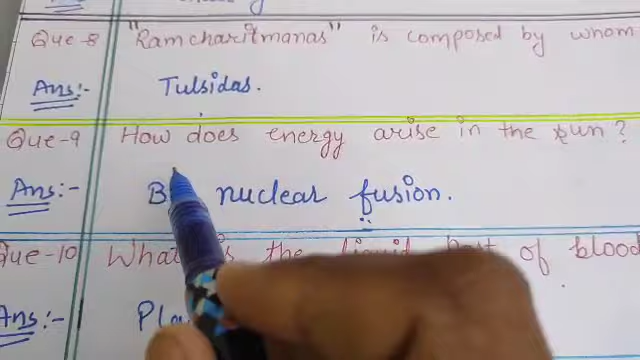 Que-8 "Ramcharitmanas" is composed by whom
Ans:- Tulsidas.
Que-9 How does energy arise in the sun?
Ans:- nuclear fusion.
Que-10 the liquid of blood
Ans:-